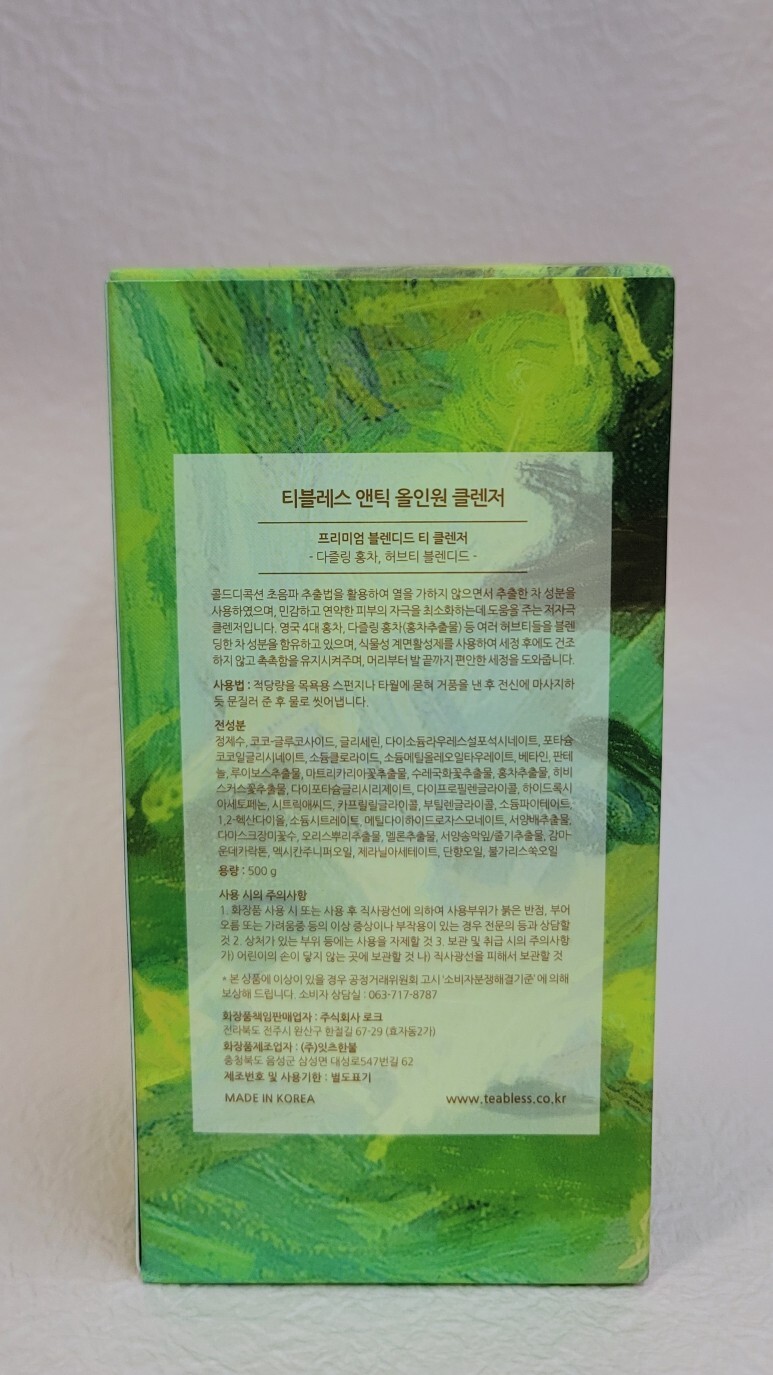 티블레스 앤틱 올인원 클렌저
프리미엄 블렌디드 티 클렌저
- 다즐링 홍차, 허브티 블렌디드 -
콜드디콕션 초음파 추출법을 활용하여 열을 가하지 않으면서 추출한 차 성분을
사용하였으며, 민감하고 연약한 피부의 자극을 최소화하는데 도움을 주는 저자극
클렌저입니다. 영국 4대 홍차, 다즐링 홍차(홍차추출물) 등 여러 허브티들을 블렌
딩한 차 성분을 함유하고 있으며, 식물성 계면활성제를 사용하여 세정 후에도 건조
하지 않고 촉촉함을 유지시켜주며, 머리부터 발 끝까지 편안한 세정을 도와줍니다.
사용법 : 적당량을 목욕용 스펀지나 타월에 묻혀 거품을 낸 후 전신에 마사지하
듯 문질러 준 후 물로 씻어냅니다.
전성분
정제수, 코코-글루코사이드, 글리세린, 다이소듐라우레스설포석시네이트, 포타슘
코코일글리시네이트, 소듐클로라이드, 소듐메틸올레오일타우레이트, 베타인, 판테
놀, 루이보스추출물, 마트리카리아꽃추출물, 수레국화꽃추출물, 홍차추출물, 히비
스커스꽃추출물, 다이포타슘글리시리제이트, 다이프로필렌글라이콜, 하이드록시
아세토페논, 시트릭애씨드, 카프릴릴글라이콜, 부틸렌글라이콜, 소듐파이테이트,
1,2-헥산다이올, 소듐시트레이트, 메틸다이하이드로자스모네이트, 서양배추출물,
다마스크장미꽃수, 오리스뿌리추출물, 멜론추출물, 서양송악잎/줄기추출물, 감마-
운데카락톤, 멕시칸주니퍼오일, 제라닐아세테이트, 단향오일, 불가리스쑥오일
용량 : 500 g
사용 시의 주의사항
1. 화장품 사용 시 또는 사용 후 직사광선에 의하여 사용부위가 붉은 반점, 부어
오름 또는 가려움증 등의 이상 증상이나 부작용이 있는 경우 전문의 등과 상담할
것 2. 상처가 있는 부위 등에는 사용을 자제할 것 3. 보관 및 취급 시의 주의사항
가) 어린이의 손이 닿지 않는 곳에 보관할 것 나) 직사광선을 피해서 보관할 것
* 본 상품에 이상이 있을 경우 공정거래위원회 고시 '소비자분쟁해결기준' 에 의해
보상해 드립니다. 소비자 상담실 : 063-717-8787
화장품책임판매업자 : 주식회사 로크
전라북도 전주시 완산구 한절길 67-29 (효자동2가)
화장품제조업자 : (주)잇츠한불
충청북도 음성군 삼성면 대성로547번길 62
제조번호 및 사용기한 : 별도표기
MADE IN KOREA www.teabless.co.kr